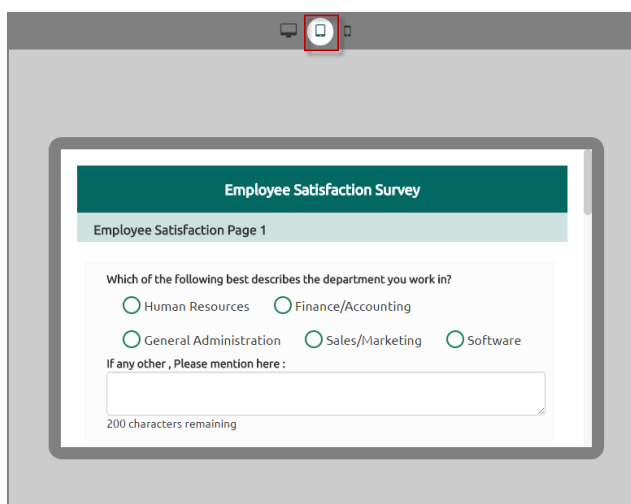 Employee Satisfaction Survey
Employee Satisfaction Page 1
Which of the following best describes the department you work in?
Human Resources Finance/Accounting
General Administration Sales/Marketing Software
If any other , Please mention here :
200 characters remaining